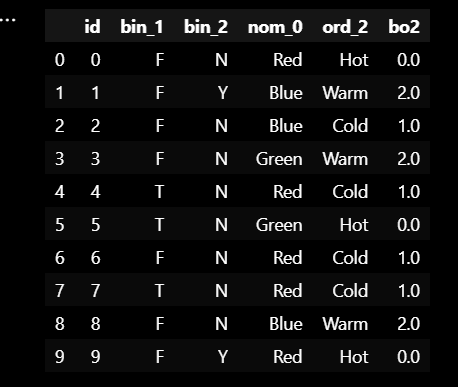 ...
id bin_1 bin_2 nom_0 ord_2 bo2
0 0 F N Red Hot 0.0
1 1 F Y Blue Warm 2.0
2 2 F N Blue Cold 1.0
3 3 F N Green Warm 2.0
4 4 T N Red Cold 1.0
5 5 T N Green Hot 0.0
6 6 F N Red Cold 1.0
7 7 T N Red Cold 1.0
8 8 F N Blue Warm 2.0
9 9 F Y Red Hot 0.0